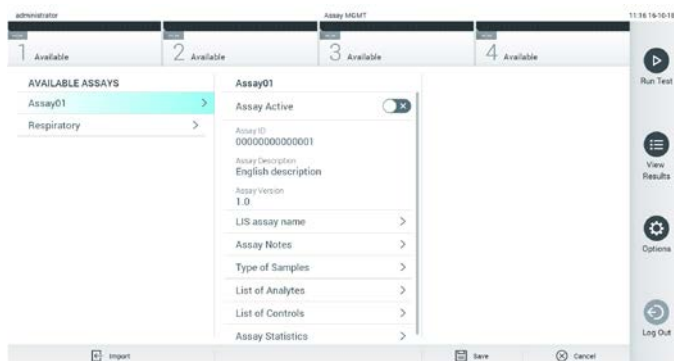 administrator Assay MGMT 11:16 16-10-18
1 Available 2 Available 3 Available 4 Available
Run Test
AVAILABLE ASSAYS
Assay01
Respiratory
Assay01
Assay Active
Assay ID
00000000000001
Assay Description
English description
Assay Version
1.0
LIS assay name
Assay Notes
Type of Samples
List of Analytes
List of Controls
Assay Statistics
View
Results
Options
Log Out
Import Save Cancel